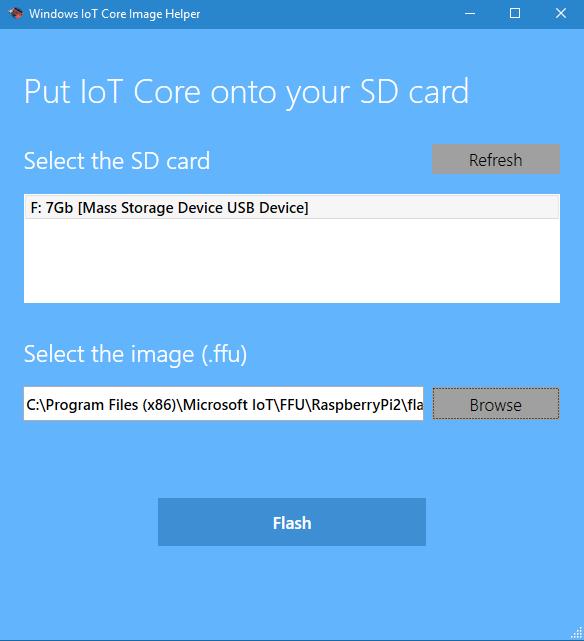 Windows IoT Core Image Helper
Put IoT Core onto your SD card
Select the SD card
Refresh
F: 7Gb [Mass Storage Device USB Device]
Select the image (.ffu)
C:\Program Files (x86)\Microsoft IoT\FFU\RaspberryPi2\fla
Browse
Flash